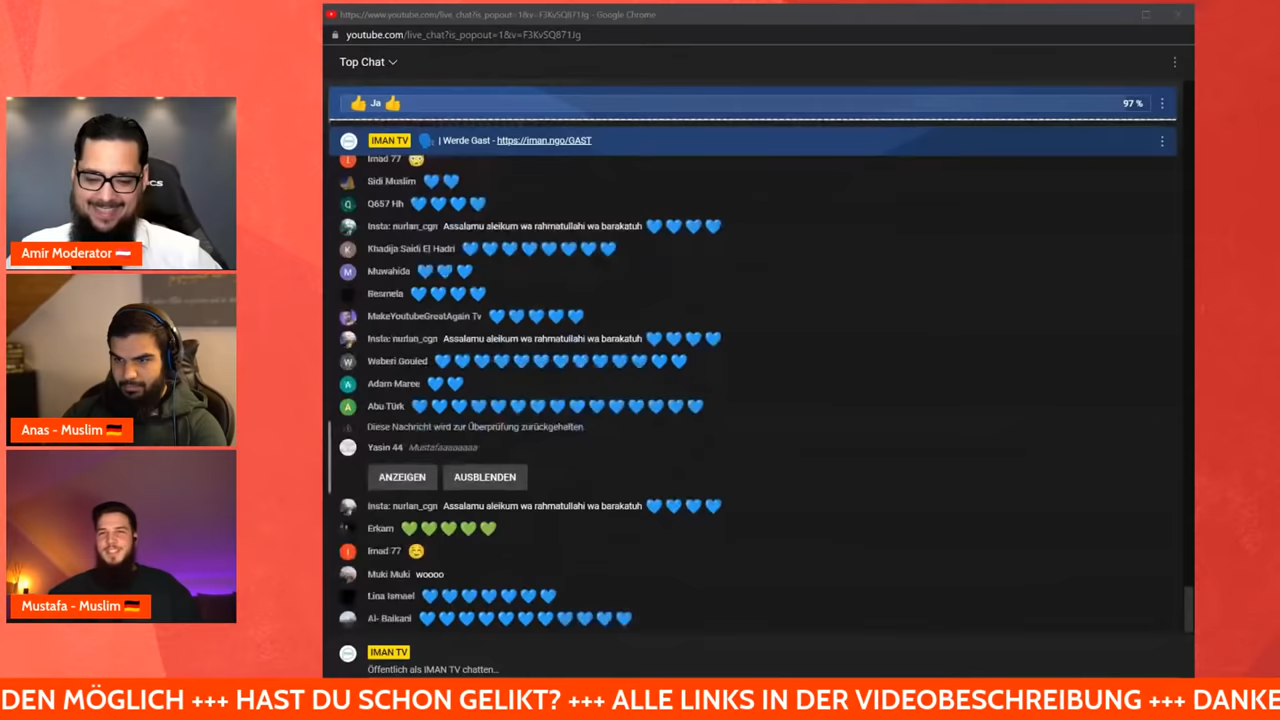 https://www.youtube.com/live_chat?is_popout=1&v=F3KvSQ871Jg - Google Chrome
youtube.com/live_chat?is_popout=1&v=F3KvSQ871Jg
Top Chat
👍 Ja 👍 97 %
IMAN TV 🗣 | Werde Gast - https://iman.ngo/GAST
Imad 77 😳
Sidi Muslim 💙💙
Q657 Hh 💙💙💙💙
Insta: nurlan_cgn Assalamu aleikum wa rahmatullahi wa barakatuh 💙💙💙💙
Khadija Saidi El Hadri 💙💙💙💙💙💙💙💙
Muwahida 💙💙💙
Besmela 💙💙💙💙
MakeYoutubeGreatAgain Tv 💙💙💙💙💙
Insta: nurlan_cgn Assalamu aleikum wa rahmatullahi wa barakatuh 💙💙💙💙
Waberi Gouled 💙💙💙💙💙💙💙💙💙💙💙💙💙
Adam Maree 💙💙
Abu Türk 💙💙💙💙💙💙💙💙💙💙💙💙💙💙💙
Diese Nachricht wird zur Überprüfung zurückgehalten.
Yasin 44 Mustafaaaaaaaa
ANZEIGEN AUSBLENDEN
Insta: nurlan_cgn Assalamu aleikum wa rahmatullahi wa barakatuh 💙💙💙💙
Erkam 💚💚💚💚💚
Imad 77 ☺️
Muki Muki woooo
Lina Ismael 💙💙💙💙💙💙💙
Al- Baikani 💙💙💙💙💙💙💙💙💙💙💙
IMAN TV
Öffentlich als IMAN TV chatten...
Amir Moderator
Anas - Muslim 🇩🇪
Mustafa - Muslim 🇩🇪
DEN MÖGLICH +++ HAST DU SCHON GELIKT? +++ ALLE LINKS IN DER VIDEOBESCHREIBUNG +++ DANKE